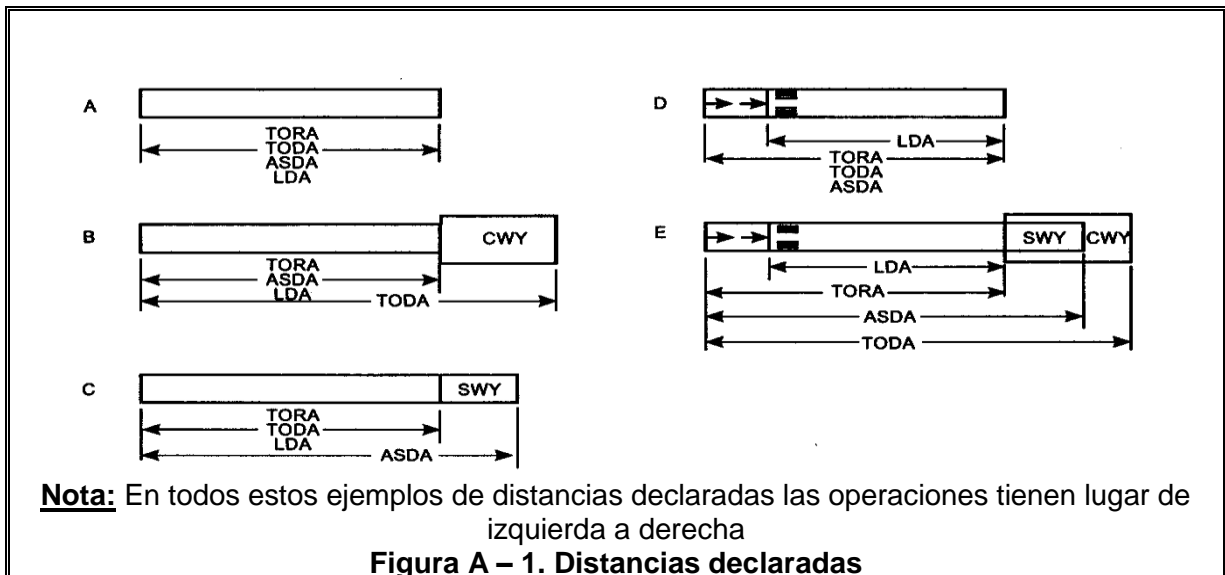 A
TORA
TODA
ASDA
LDA
B
CWY
TORA
ASDA
LDA
TODA
C
SWY
TORA
TODA
LDA
ASDA
D
LDA
TORA
TODA
ASDA
E
SWY
CWY
LDA
TORA
ASDA
TODA
Nota: En todos estos ejemplos de distancias declaradas las operaciones tienen lugar de
izquierda a derecha
Figura A – 1. Distancias declaradas